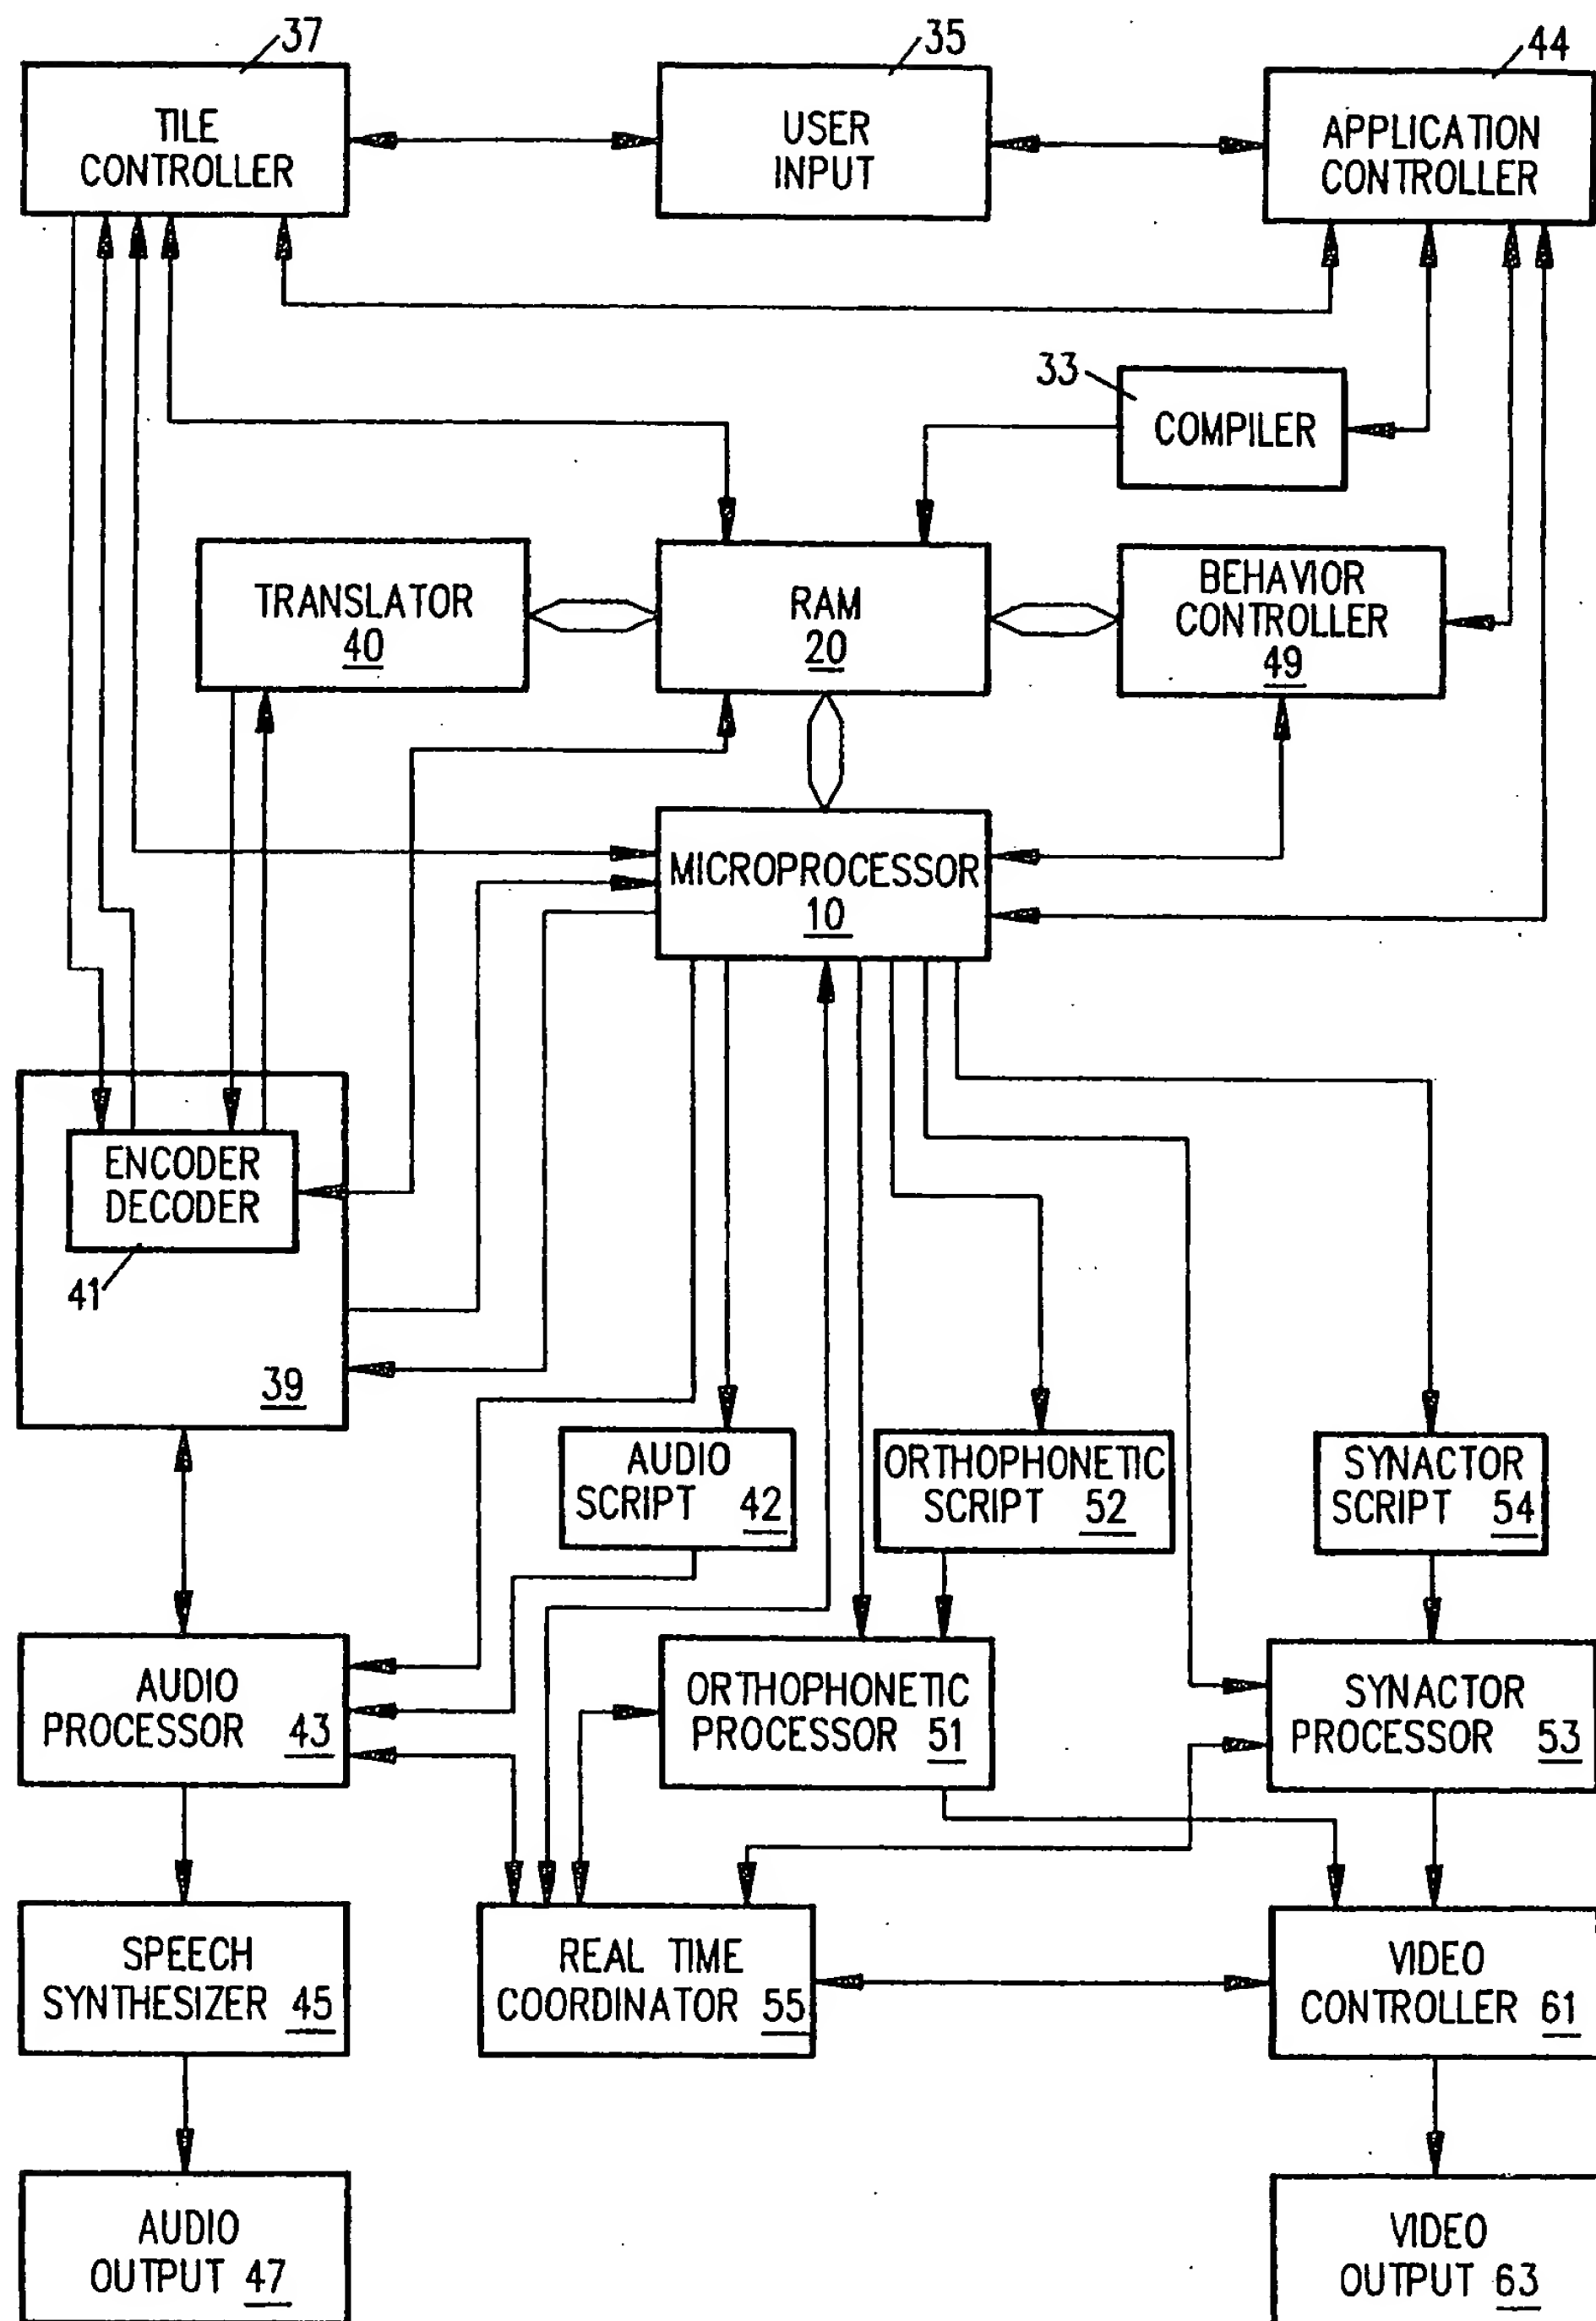 37
35
44
TILE
CONTROLLER
USER
INPUT
APPLICATION
CONTROLLER
33
COMPILER
TRANSLATOR
40
RAM
20
BEHAVIOR
CONTROLLER
49
MICROPROCESSOR
10
ENCODER
DECODER
41
39
AUDIO
SCRIPT 42
ORTHOPHONETIC
SCRIPT 52
SYNACTOR
SCRIPT 54
AUDIO
PROCESSOR 43
ORTHOPHONETIC
PROCESSOR 51
SYNACTOR
PROCESSOR 53
SPEECH
SYNTHESIZER 45
REAL TIME
COORDINATOR 55
VIDEO
CONTROLLER 61
AUDIO
OUTPUT 47
VIDEO
OUTPUT 63